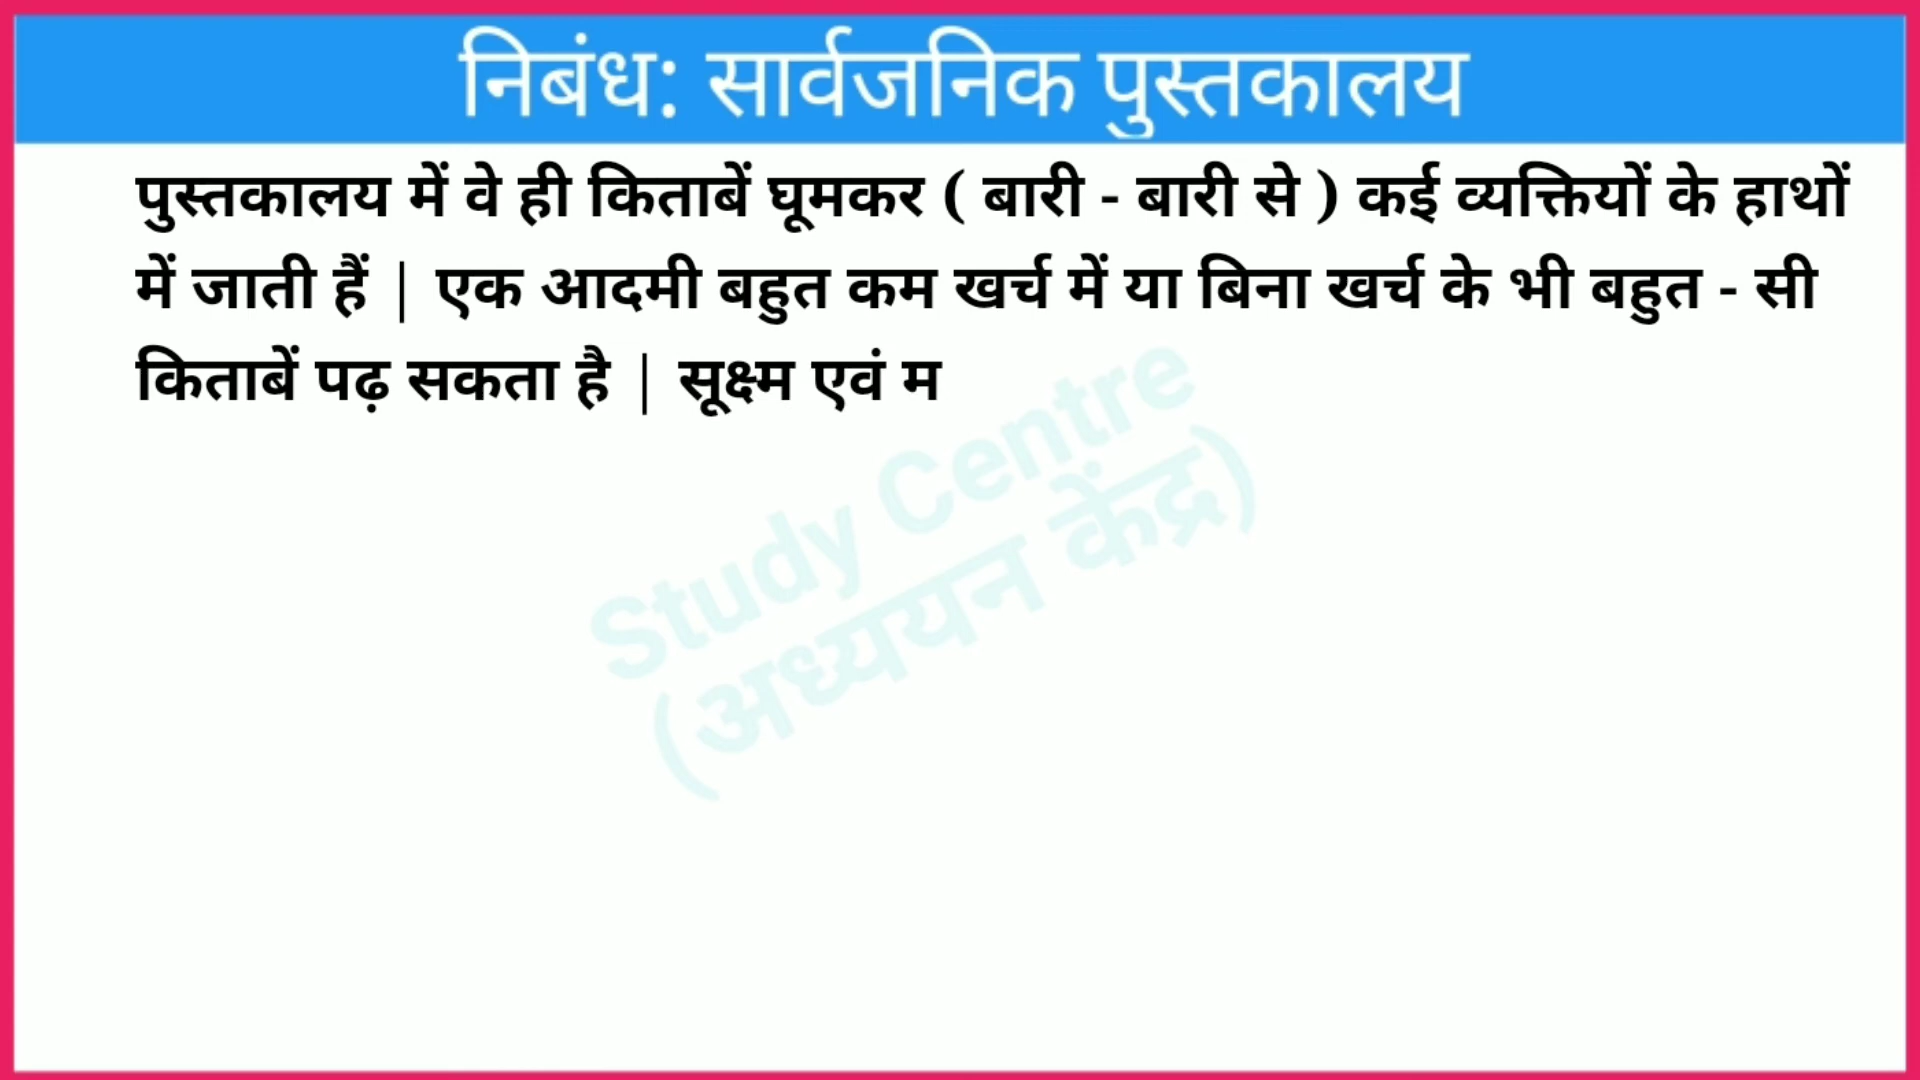 निबंध: सार्वजनिक पुस्तकालय
पुस्तकालय में वे ही किताबें घूमकर ( बारी - बारी से ) कई व्यक्तियों के हाथों
में जाती हैं | एक आदमी बहुत कम खर्च में या बिना खर्च के भी बहुत - सी
किताबें पढ़ सकता है | सूक्ष्म एवं म
Study Centre
(अध्ययन केंद्र)